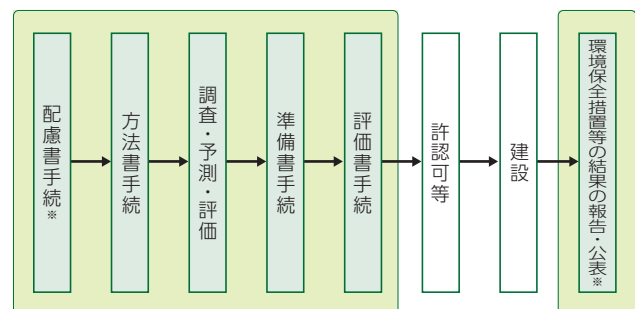 配慮書手続※
方法書手続
調査・予測・評価
準備書手続
評価書手続
許認可等
建設
環境保全措置等の結果の報告・公表※